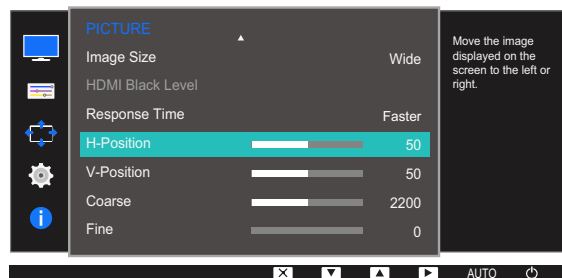 PICTURE
Image Size Wide
HDMI Black Level
Response Time Faster
H-Position 50
V-Position 50
Coarse 2200
Fine 0
Move the image
displayed on the
screen to the left or
right.
AUTO